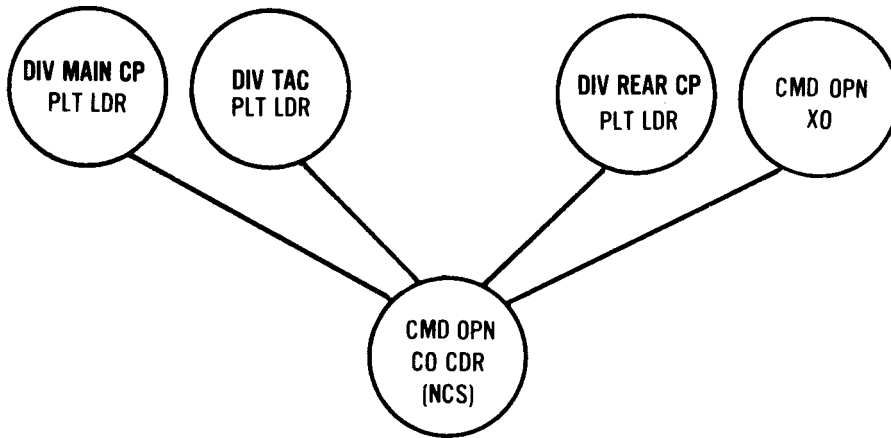 DIV MAIN CP
PLT LDR
DIV TAC
PLT LDR
DIV REAR CP
PLT LDR
CMD OPN
XO
CMD OPN
CO CDR
(NCS)